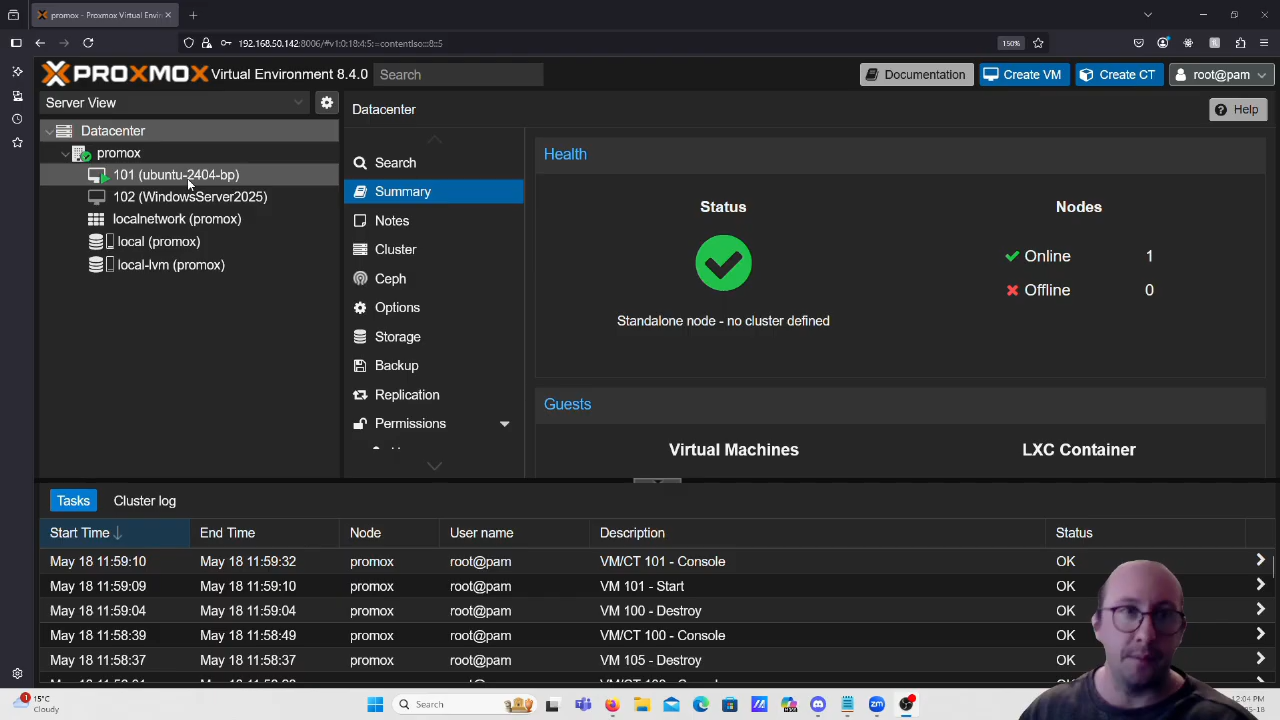 promox - Proxmox Virtual Envir
192.168.50.142:8006/#v1:0:18:4:5:=contentIso:::8::5
150%
PROXMOX Virtual Environment 8.4.0
Search
Documentation
Create VM
Create CT
root@pam
Server View
Datacenter
promox
101 (ubuntu-2404-bp)
102 (WindowsServer2025)
localnetwork (promox)
local (promox)
local-lvm (promox)
Datacenter
Help
Search
Summary
Notes
Cluster
Ceph
Options
Storage
Backup
Replication
Permissions
Health
Status
Standalone node - no cluster defined
Nodes
Online 1
Offline 0
Guests
Virtual Machines
LXC Container
Tasks
Cluster log
Start Time End Time Node User name Description Status
May 18 11:59:10 May 18 11:59:32 promox root@pam VM/CT 101 - Console OK
May 18 11:59:09 May 18 11:59:10 promox root@pam VM 101 - Start OK
May 18 11:59:04 May 18 11:59:04 promox root@pam VM 100 - Destroy OK
May 18 11:58:39 May 18 11:58:49 promox root@pam VM/CT 100 - Console OK
May 18 11:58:37 May 18 11:58:37 promox root@pam VM 105 - Destroy OK
1
15°C
Cloudy
Search
zm
12:04 PM